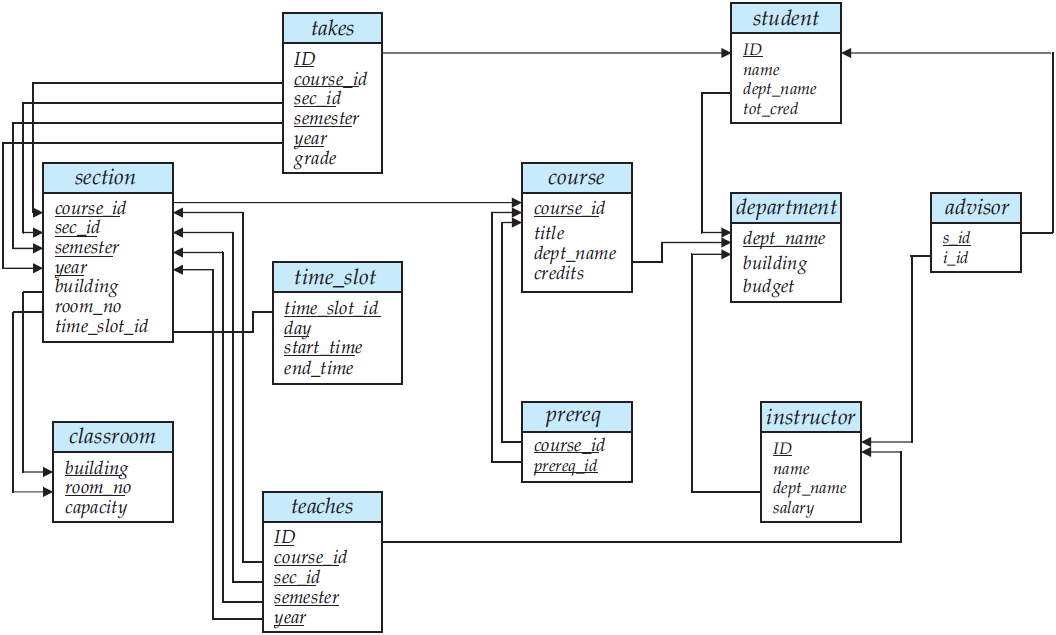 takes
ID
course_id
sec_id
semester
year
grade
student
ID
name
dept_name
tot_cred
section
course_id
sec_id
semester
year
building
room_no
time_slot_id
course
course_id
title
dept_name
credits
department
dept_name
building
budget
advisor
s_id
i_id
time_slot
time_slot_id
day
start_time
end_time
prereq
course_id
prereq_id
instructor
ID
name
dept_name
salary
classroom
building
room_no
capacity
teaches
ID
course_id
sec_id
semester
year